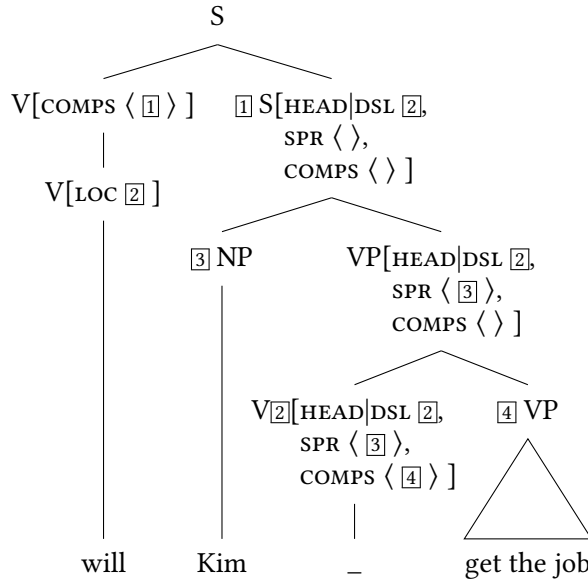 S
V[COMPS ⟨ 1 ⟩ ] 1 S[HEAD|DSL 2,
SPR ⟨ ⟩,
COMPS ⟨ ⟩ ]
V[LOC 2 ]
3 NP VP[HEAD|DSL 2,
SPR ⟨ 3 ⟩,
COMPS ⟨ ⟩ ]
V2[HEAD|DSL 2, 4 VP
SPR ⟨ 3 ⟩,
COMPS ⟨ 4 ⟩ ]
will Kim _ get the job